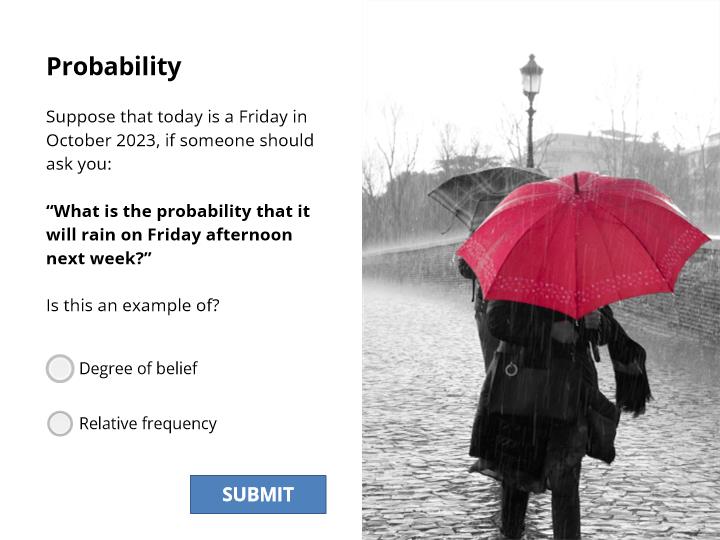 Probability
Suppose that today is a Friday in
October 2023, if someone should
ask you:
“What is the probability that it
will rain on Friday afternoon
next week?”
Is this an example of?
Degree of belief
Relative frequency
SUBMIT